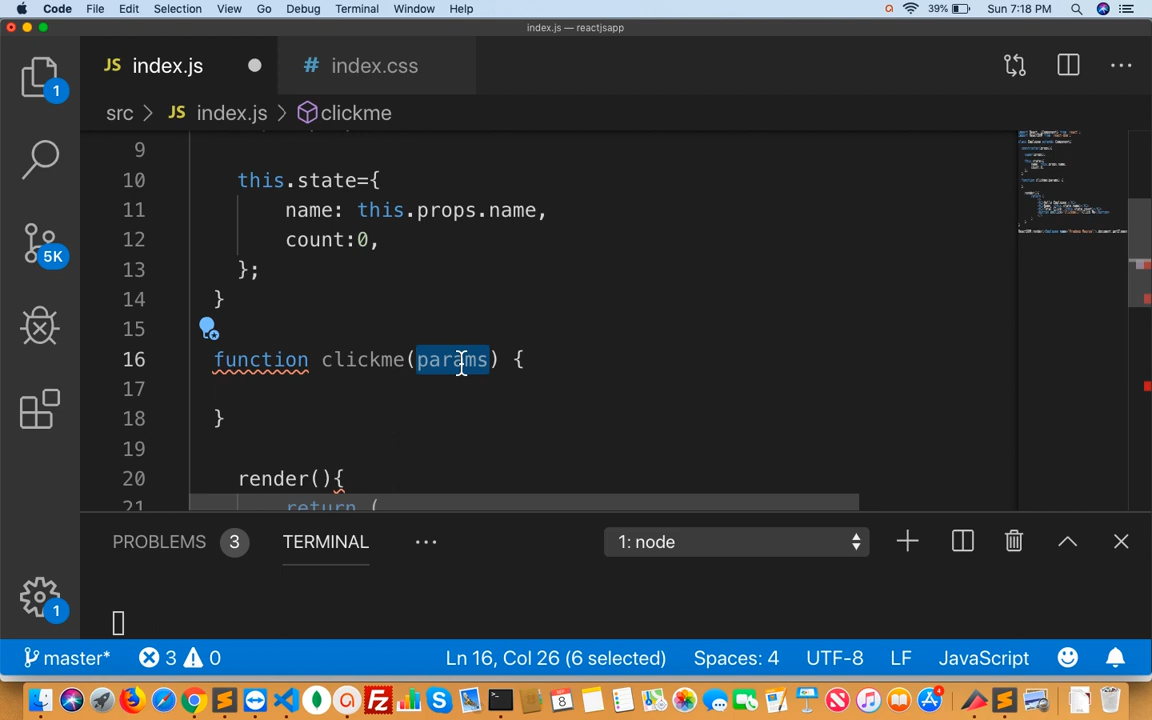 Code File Edit Selection View Go Debug Terminal Window Help 39% Sun 7:18 PM
index.js — reactjsapp
JS index.js # index.css
src > JS index.js > clickme
9
10 this.state={
11 name: this.props.name,
12 count:0,
13 };
14 }
15
16 function clickme(params) {
17
18 }
19
20 render(){
21 return (
1
5K
1
PROBLEMS 3 TERMINAL ··· 1: node
master* 3 0 Ln 16, Col 26 (6 selected) Spaces: 4 UTF-8 LF JavaScript